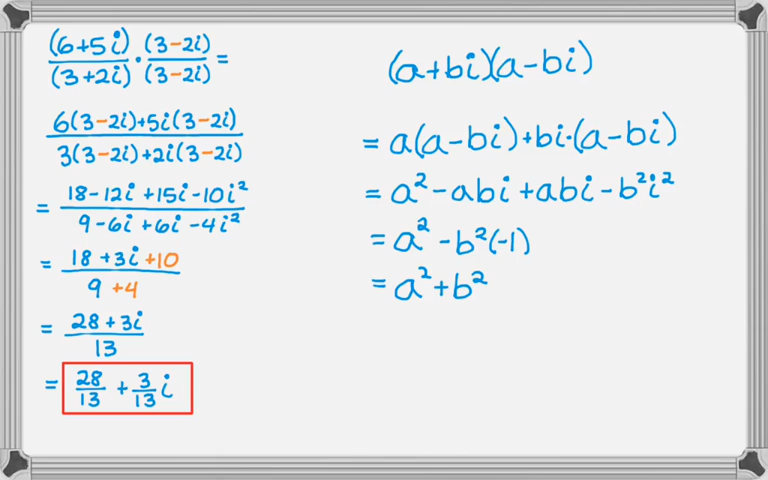 (6+5i)/(3+2i) · (3-2i)/(3-2i) =
6(3-2i)+5i(3-2i)
3(3-2i)+2i(3-2i)
= 18-12i+15i-10i²
9-6i+6i-4i²
= 18+3i+10
9+4
= 28+3i
13
= 28/13 + 3/13 i
(a+bi)(a-bi)
= a(a-bi)+bi·(a-bi)
= a²-abi+abi-b²i²
= a²-b²(-1)
= a²+b²